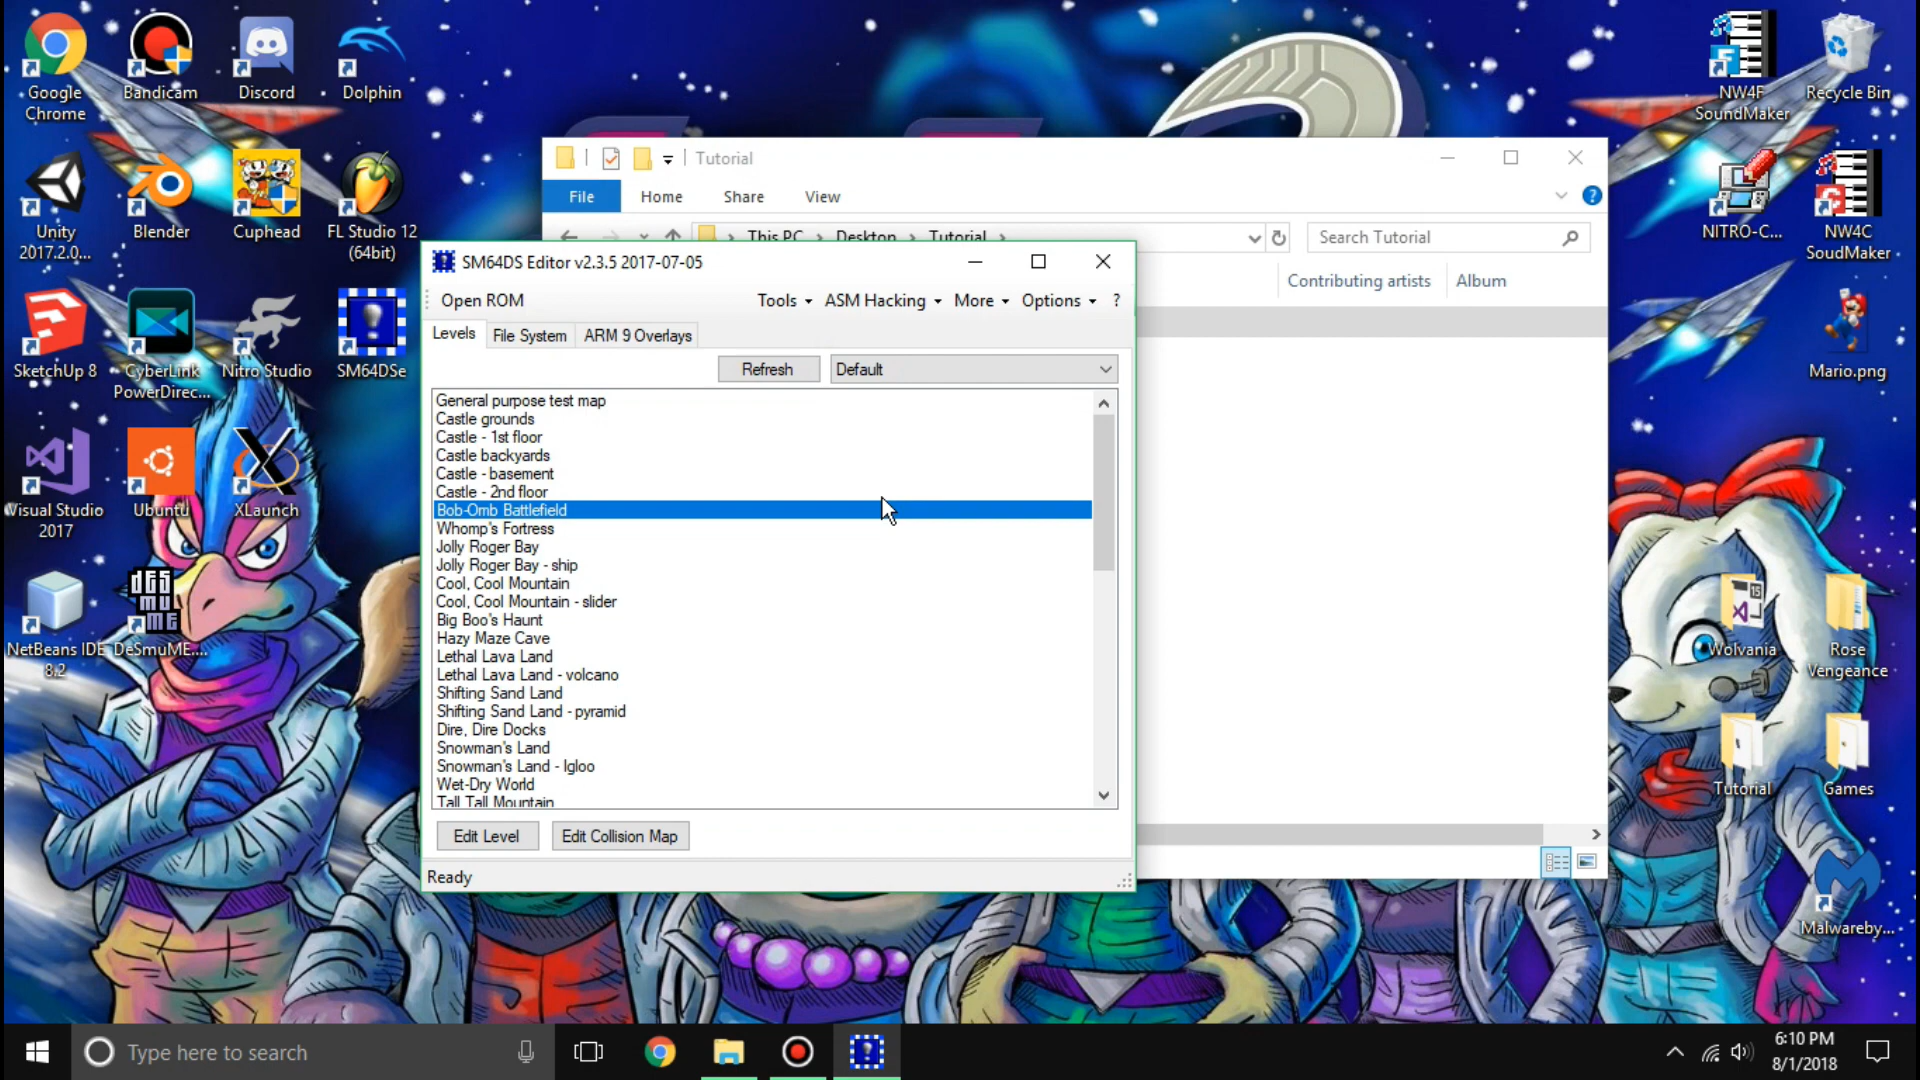 Google
Chrome
Bandicam
Discord
Dolphin
Unity
2017.2.0...
Blender
Cuphead
FL Studio 12
(64bit)
SketchUp 8
CyberLink
PowerDirec...
Nitro Studio
SM64DSe
Visual Studio
2017
Ubuntu
XLaunch
NetBeans IDE
8.2
DeSmuME....
DeS
MU
ME
Tutorial
File
Home
Share
View
This PC
Desktop
Tutorial
Search Tutorial
Contributing artists
Album
SM64DS Editor v2.3.5 2017-07-05
Open ROM
Tools
ASM Hacking
More
Options
?
Levels
File System
ARM 9 Overlays
Refresh
Default
General purpose test map
Castle grounds
Castle - 1st floor
Castle backyards
Castle - basement
Castle - 2nd floor
Bob-Omb Battlefield
Whomp's Fortress
Jolly Roger Bay
Jolly Roger Bay - ship
Cool, Cool Mountain
Cool, Cool Mountain - slider
Big Boo's Haunt
Hazy Maze Cave
Lethal Lava Land
Lethal Lava Land - volcano
Shifting Sand Land
Shifting Sand Land - pyramid
Dire, Dire Docks
Snowman's Land
Snowman's Land - Igloo
Wet-Dry World
Tall Tall Mountain
Edit Level
Edit Collision Map
Ready
NW4F
SoundMaker
Recycle Bin
NITRO-C...
NW4C
SoudMaker
Mario.png
Wolvania
Rose
Vengeance
Tutorial
Games
Malwareby...
Type here to search
6:10 PM
8/1/2018